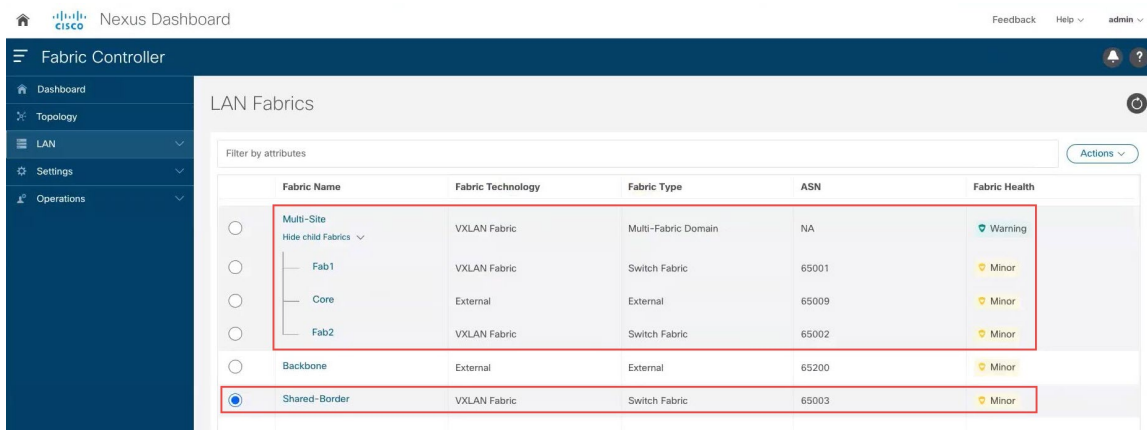 CISCO Nexus Dashboard Feedback Help admin
Fabric Controller ?
Dashboard
Topology
LAN
Settings
Operations
LAN Fabrics
Filter by attributes Actions
Fabric Name Fabric Technology Fabric Type ASN Fabric Health
Multi-Site VXLAN Fabric Multi-Fabric Domain NA Warning
Hide child Fabrics
Fab1 VXLAN Fabric Switch Fabric 65001 Minor
Core External External 65009 Minor
Fab2 VXLAN Fabric Switch Fabric 65002 Minor
Backbone External External 65200 Minor
Shared-Border VXLAN Fabric Switch Fabric 65003 Minor